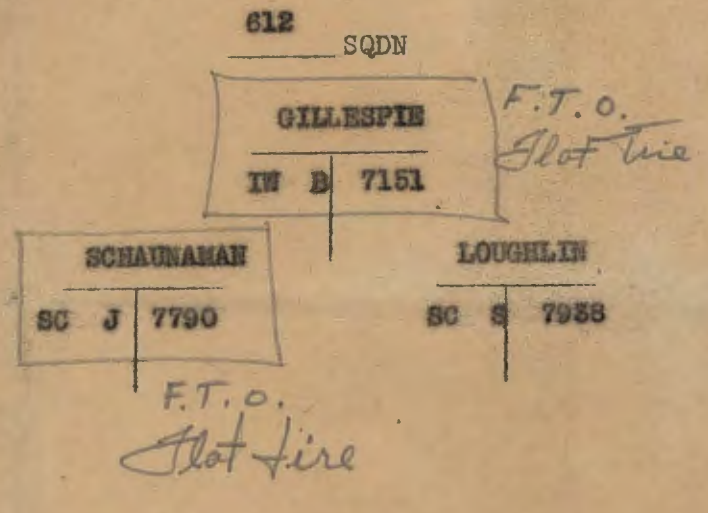 612
SQDN
GILLESPIE
IW B 7151
F.T.O.
Flat Tire
SCHAUNAMAN
SC J 7790
F.T.O.
Flat tire
LOUGHLIN
SC S 7938